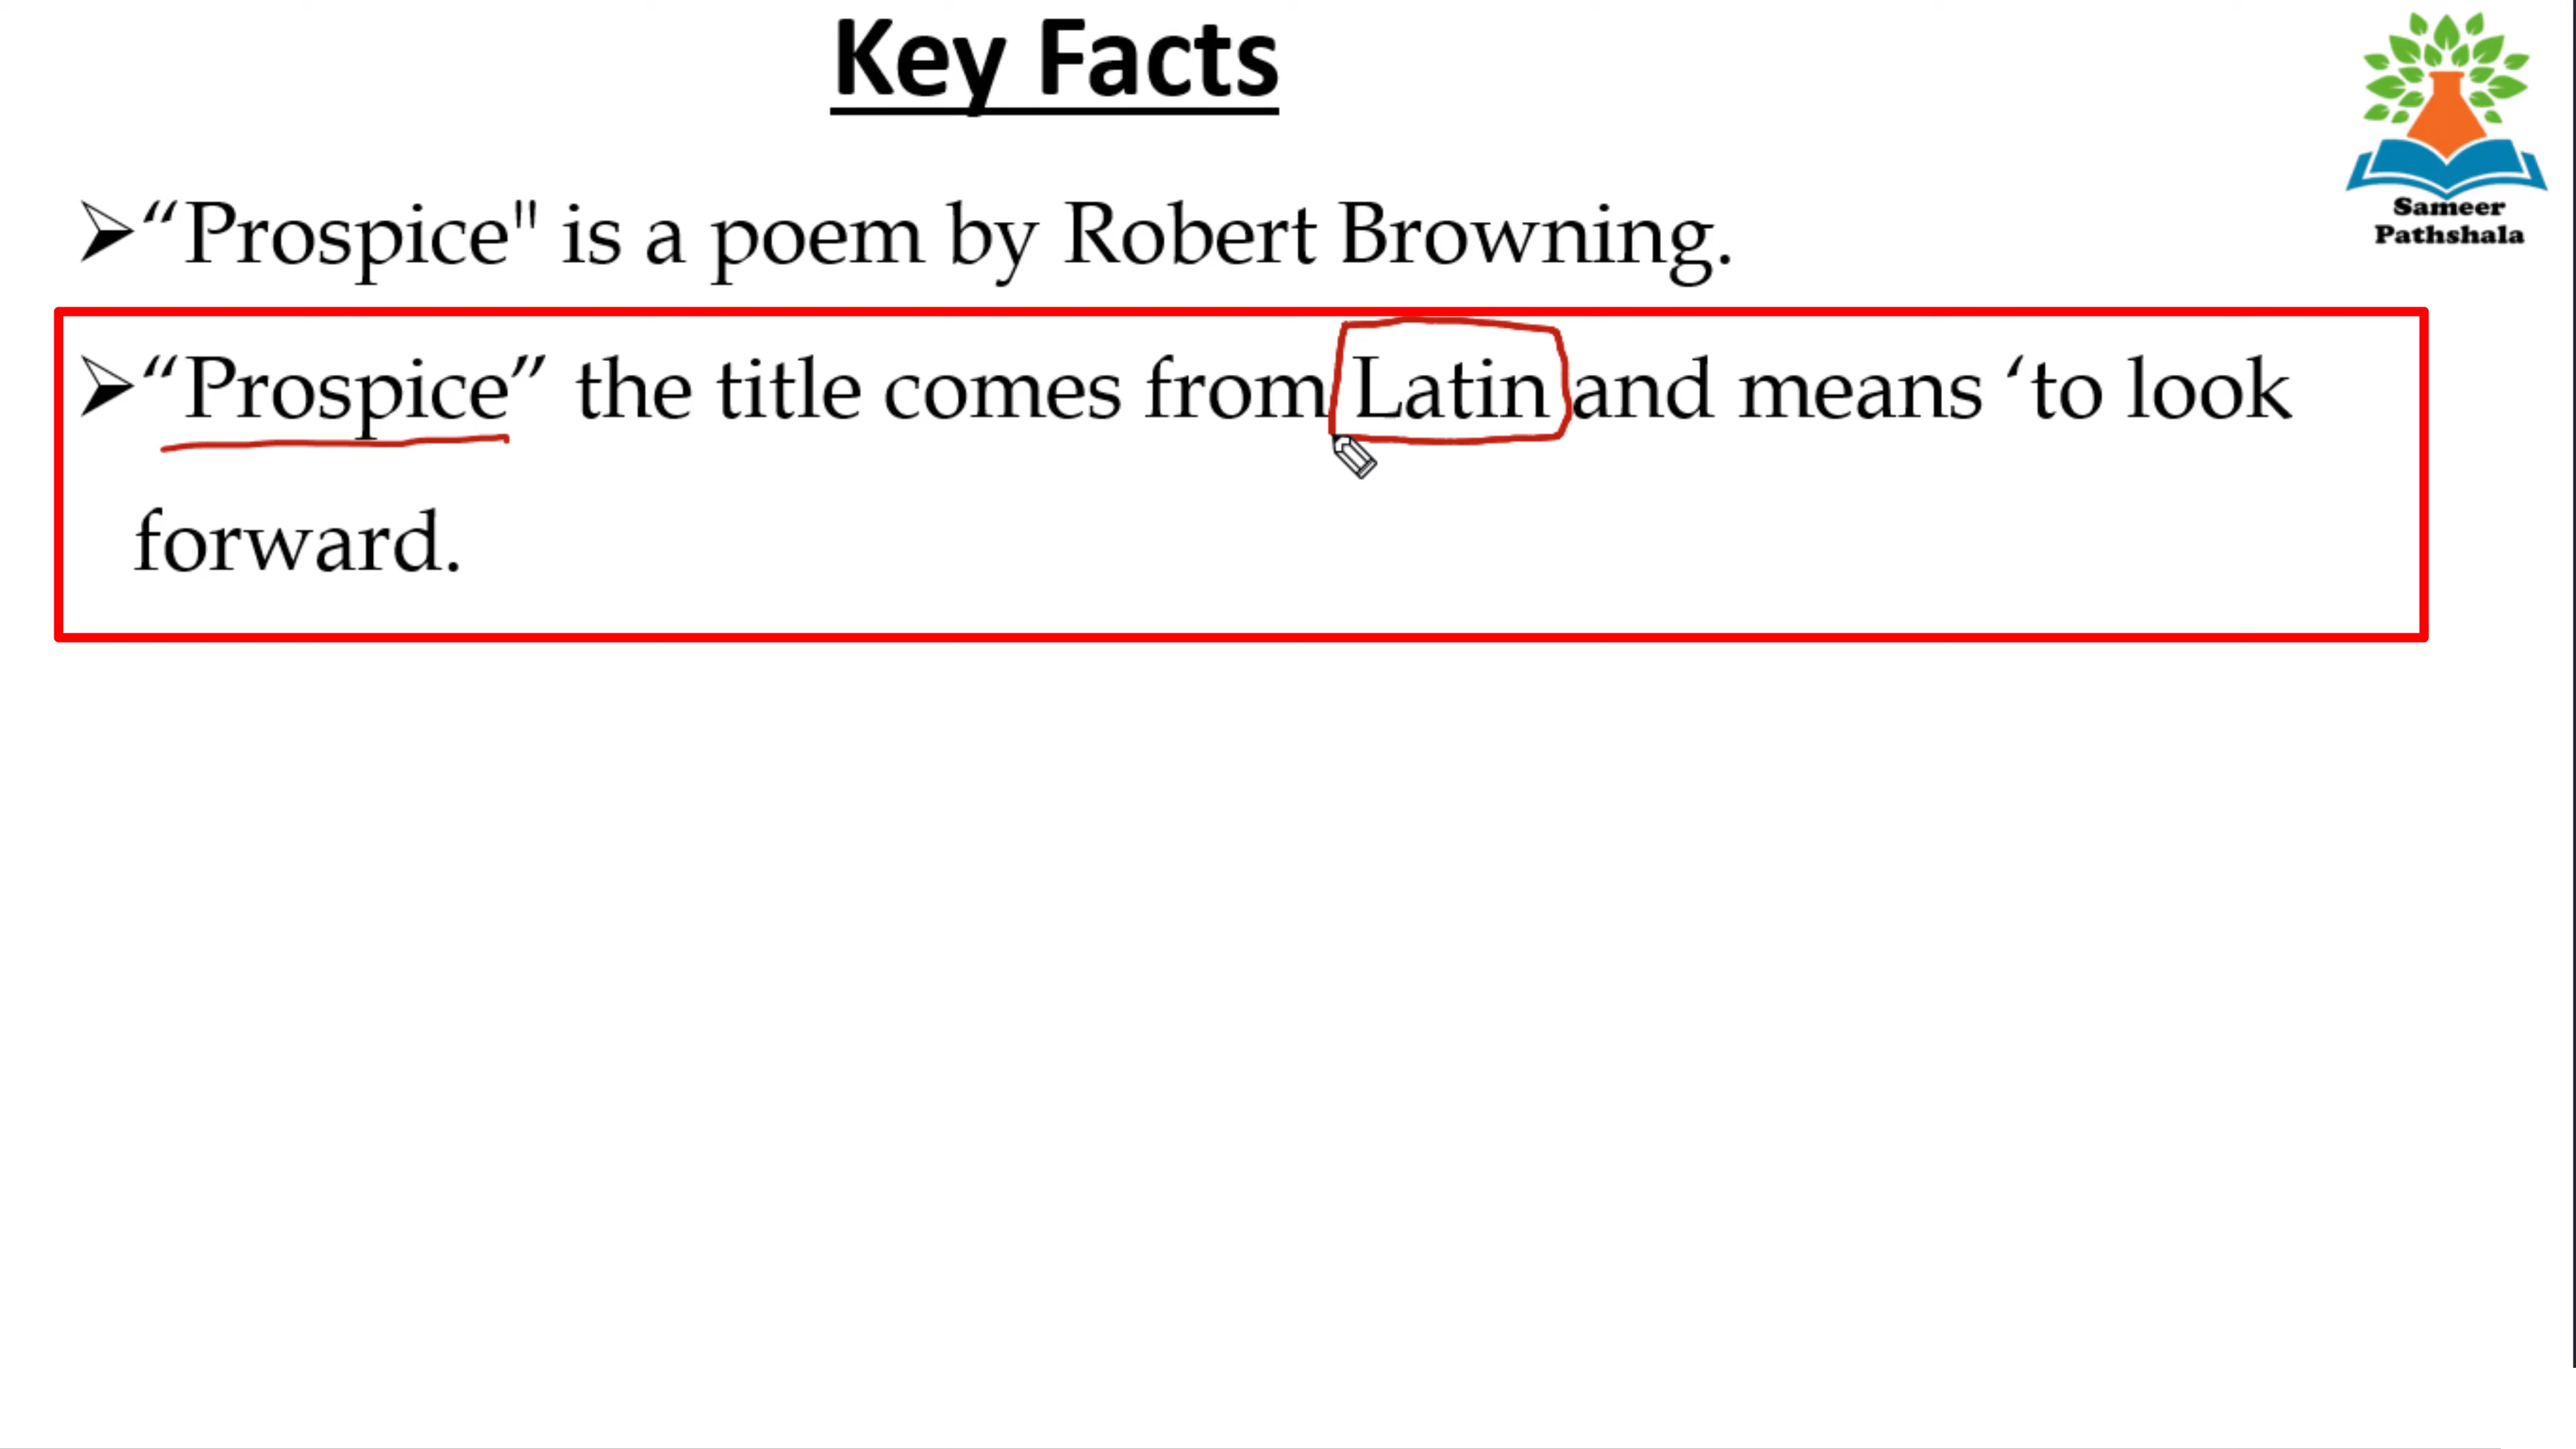 Key Facts
Sameer
Pathshala
➢“Prospice" is a poem by Robert Browning.
➢“Prospice” the title comes from Latin and means ‘to look
forward.